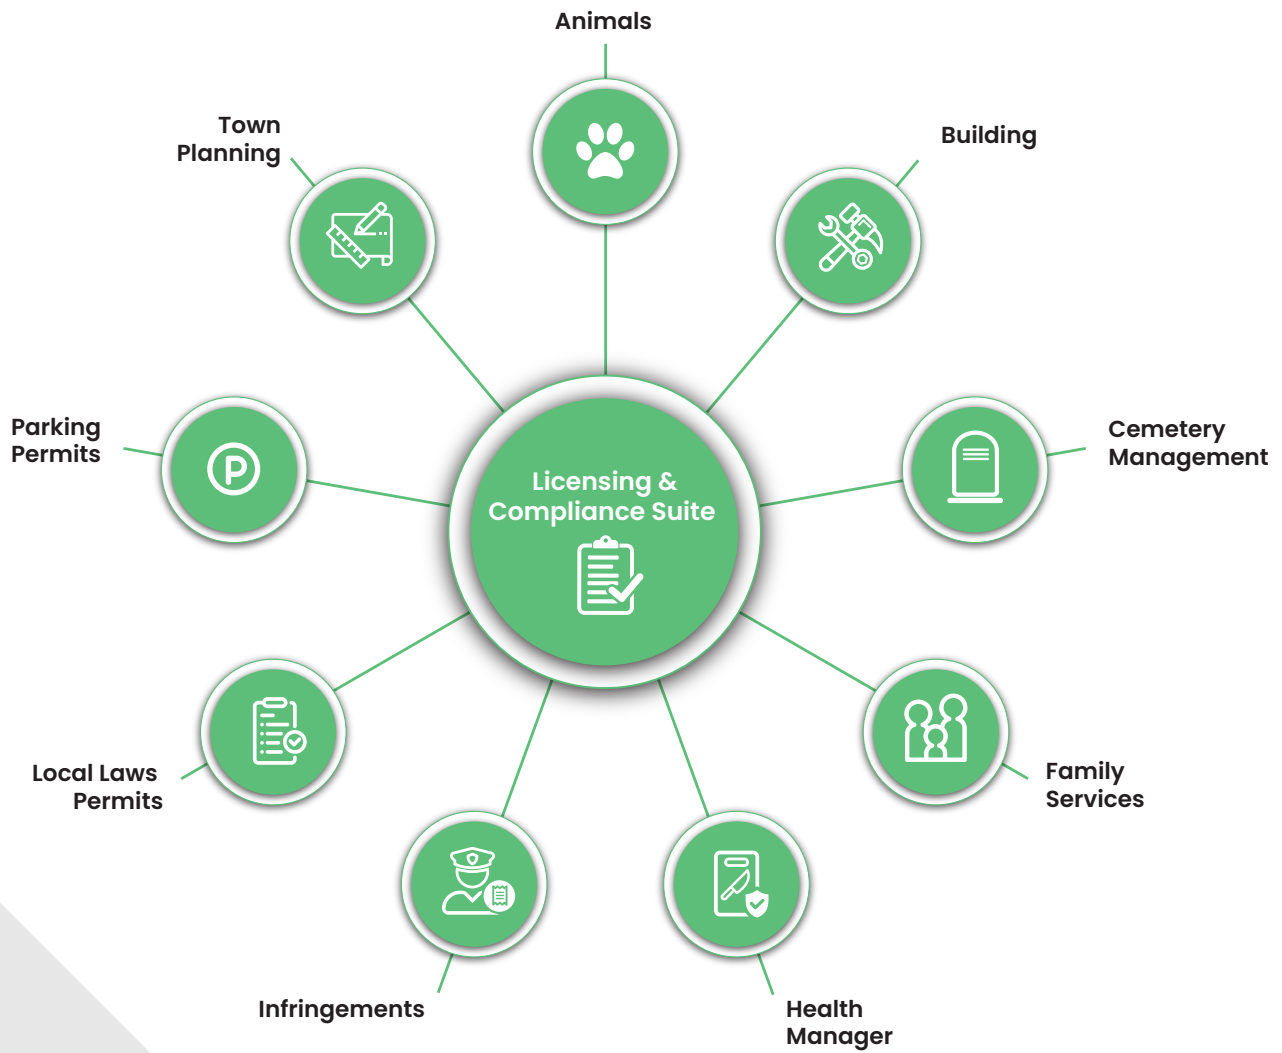 Animals
Building
Town
Planning
Cemetery
Management
Parking
Permits
Licensing &
Compliance Suite
P
Family
Services
Local Laws
Permits
Infringements
Health
Manager